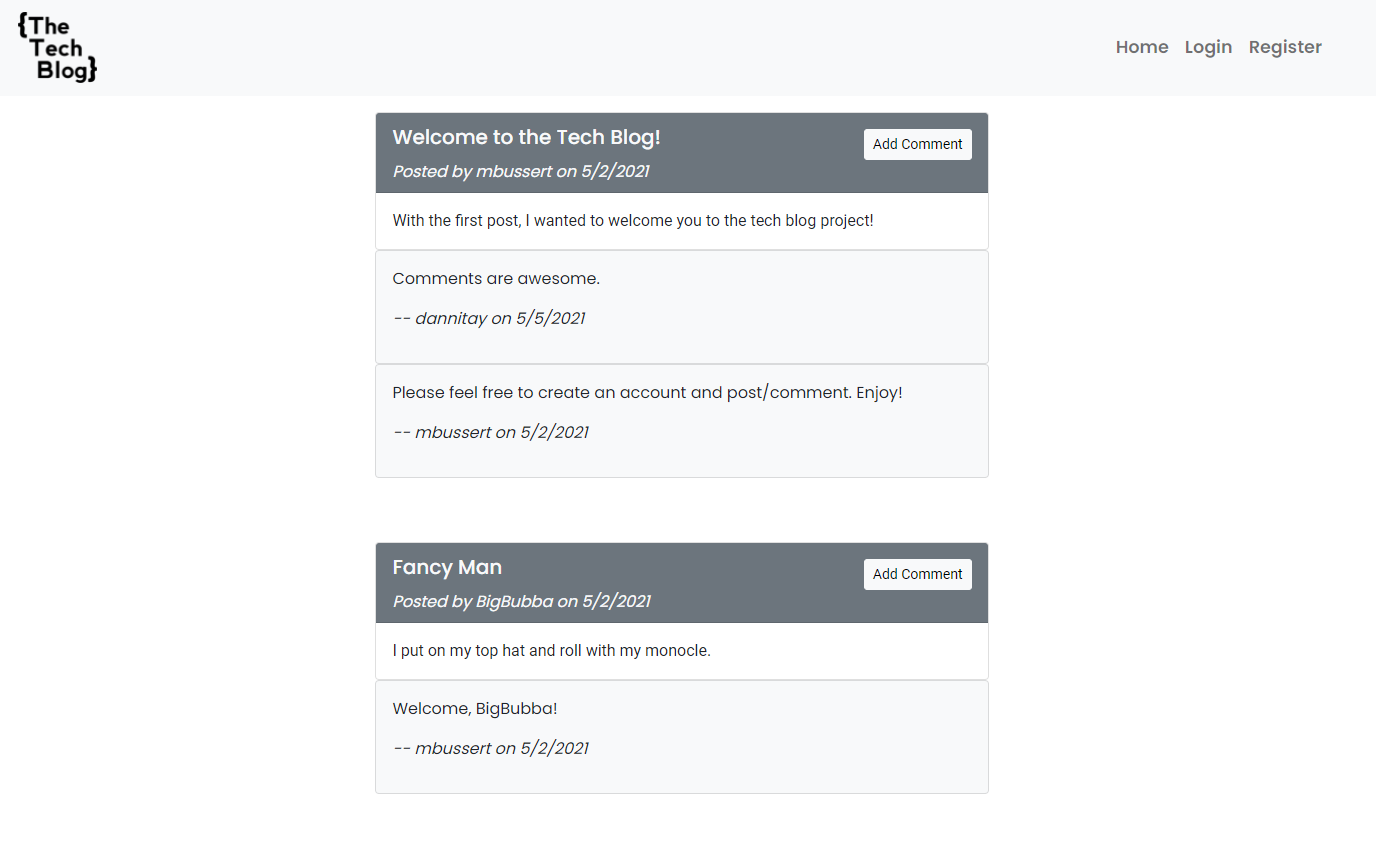 {The
Tech
Blog}
Home Login Register
Welcome to the Tech Blog!
Add Comment
Posted by mbussert on 5/2/2021
With the first post, I wanted to welcome you to the tech blog project!
Comments are awesome.
-- dannitay on 5/5/2021
Please feel free to create an account and post/comment. Enjoy!
-- mbussert on 5/2/2021
Fancy Man
Add Comment
Posted by BigBubba on 5/2/2021
I put on my top hat and roll with my monocle.
Welcome, BigBubba!
-- mbussert on 5/2/2021